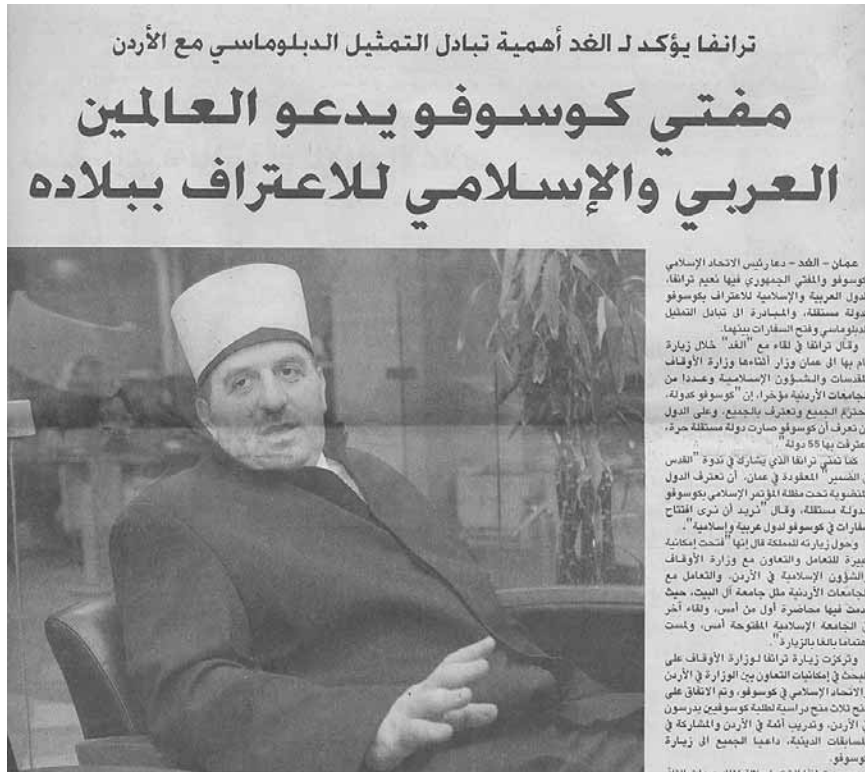 ترانفا يؤكد لـ الغد أهمية تبادل التمثيل الدبلوماسي مع الأردن
مفتي كوسوفو يدعو العالمين
العربي والإسلامي للاعتراف ببلاده
عمان - الغد - دعا رئيس الاتحاد الإسلامي
كوسوفو والمفتي الجمهوري فيها نعيم ترانفا،
الدول العربية والإسلامية للاعتراف بكوسوفو
دولة مستقلة، والمبادرة الى تبادل التمثيل
الدبلوماسي وفتح السفارات بينهما.
وقال ترانفا في لقاء مع "الغد" خلال زيارة
قام بها الى عمان وزار أثناءها وزارة الأوقاف
والمقدسات والشؤون الإسلامية وعددا من
الجامعات الأردنية مؤخرا، إن "كوسوفو كدولة،
تحترم الجميع وتعترف بالجميع، وعلى الدول
أن تعرف أن كوسوفو صارت دولة مستقلة حرة،
اعترفت بها 55 دولة".
كما تمنى ترانفا الذي يشارك في ندوة "القدس
في الضمير" المعقودة في عمان، أن تعترف الدول
المنضوية تحت مظلة المؤتمر الإسلامي بكوسوفو
دولة مستقلة، وقال "نريد أن نرى افتتاح
سفارات في كوسوفو لدول عربية وإسلامية".
وحول زيارته للمملكة قال إنها "فتحت إمكانية
كبيرة للتعامل والتعاون مع وزارة الأوقاف
والشؤون الإسلامية في الأردن، والتعامل مع
الجامعات الأردنية مثل جامعة آل البيت، حيث
قدمت فيها محاضرة أول من أمس، ولقاء آخر
في الجامعة الإسلامية المفتوحة أمس، ولمست
اهتماما بالغا بالزيارة".
وتركزت زيارة ترانفا لوزارة الأوقاف على
البحث في إمكانيات التعاون بين الوزارة في الأردن
والاتحاد الإسلامي في كوسوفو، وتم الاتفاق على
منح ثلاث منح دراسية لطلبة كوسوفيين يدرسون
في الأردن، وتدريب أئمة في الأردن والمشاركة في
المسابقات الدينية، داعيا الجميع الى زيارة
كوسوفو.